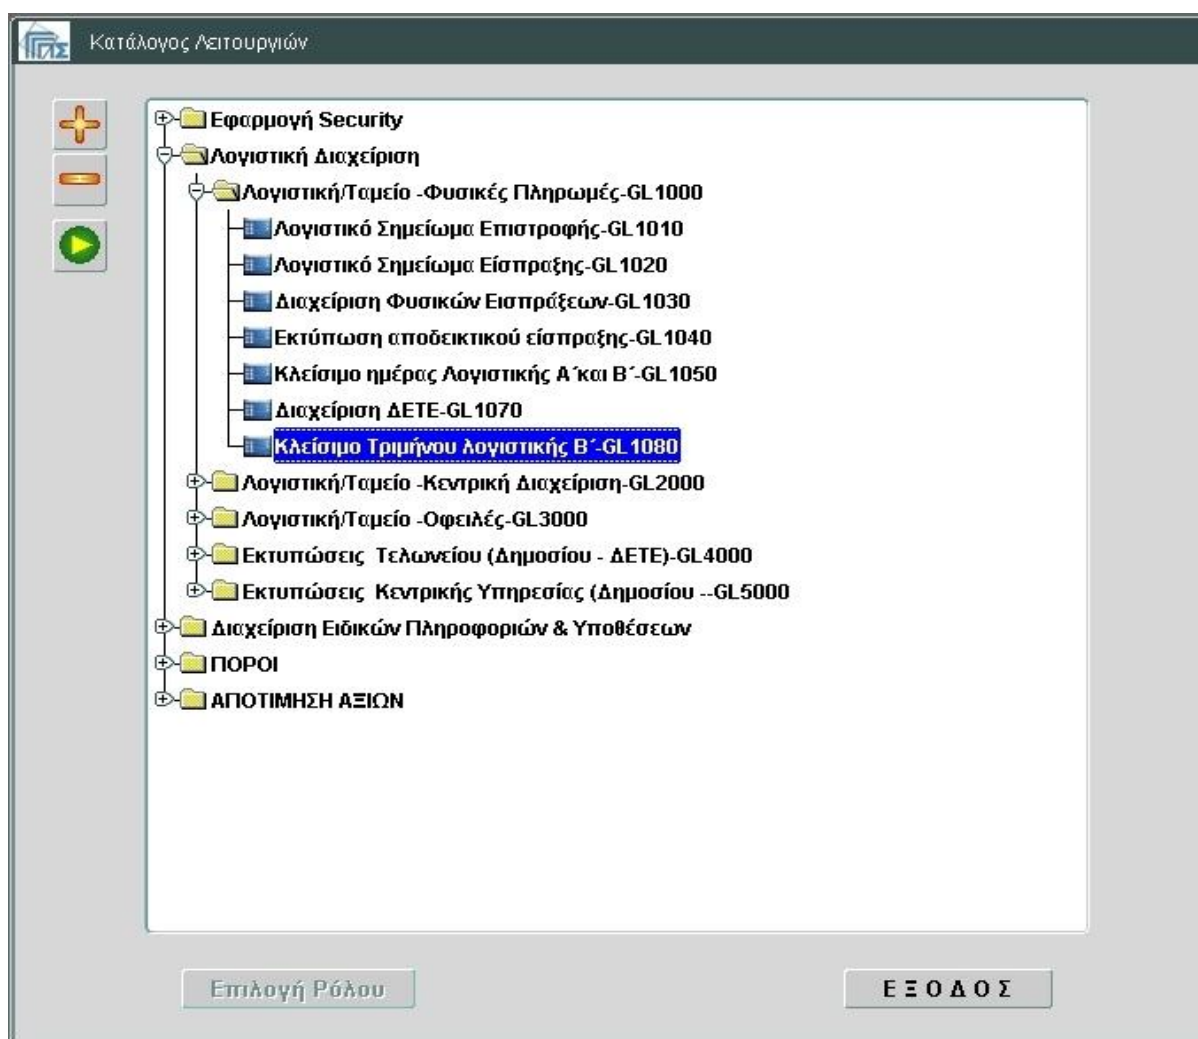 ΓΓΠΣ
Κατάλογος Λειτουργιών
Εφαρμογή Security
Λογιστική Διαχείριση
Λογιστική/Ταμείο -Φυσικές Πληρωμές-GL1000
Λογιστικό Σημείωμα Επιστροφής-GL1010
Λογιστικό Σημείωμα Είσπραξης-GL1020
Διαχείριση Φυσικών Εισπράξεων-GL1030
Εκτύπωση αποδεικτικού είσπραξης-GL1040
Κλείσιμο ημέρας Λογιστικής Α΄και Β΄-GL1050
Διαχείριση ΔΕΤΕ-GL1070
Κλείσιμο Τριμήνου λογιστικής Β΄-GL1080
Λογιστική/Ταμείο -Κεντρική Διαχείριση-GL2000
Λογιστική/Ταμείο -Οφειλές-GL3000
Εκτυπώσεις Τελωνείου (Δημοσίου - ΔΕΤΕ)-GL4000
Εκτυπώσεις Κεντρικής Υπηρεσίας (Δημοσίου --GL5000
Διαχείριση Ειδικών Πληροφοριών & Υποθέσεων
ΠΟΡΟΙ
ΑΠΟΤΙΜΗΣΗ ΑΞΙΩΝ
Επιλογή Ρόλου
Ε Ξ Ο Δ Ο Σ